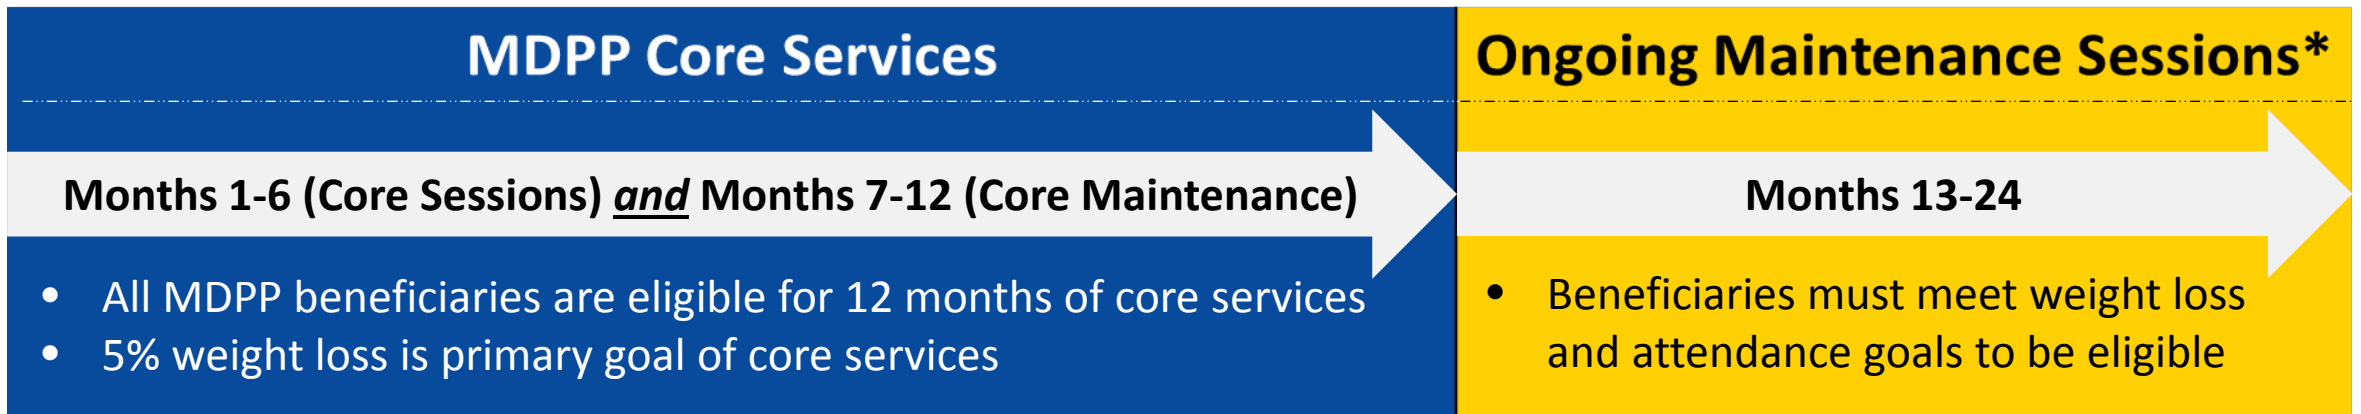 MDPP Core Services
Months 1-6 (Core Sessions) and Months 7-12 (Core Maintenance)
• All MDPP beneficiaries are eligible for 12 months of core services
• 5% weight loss is primary goal of core services
Ongoing Maintenance Sessions*
Months 13-24
• Beneficiaries must meet weight loss
and attendance goals to be eligible